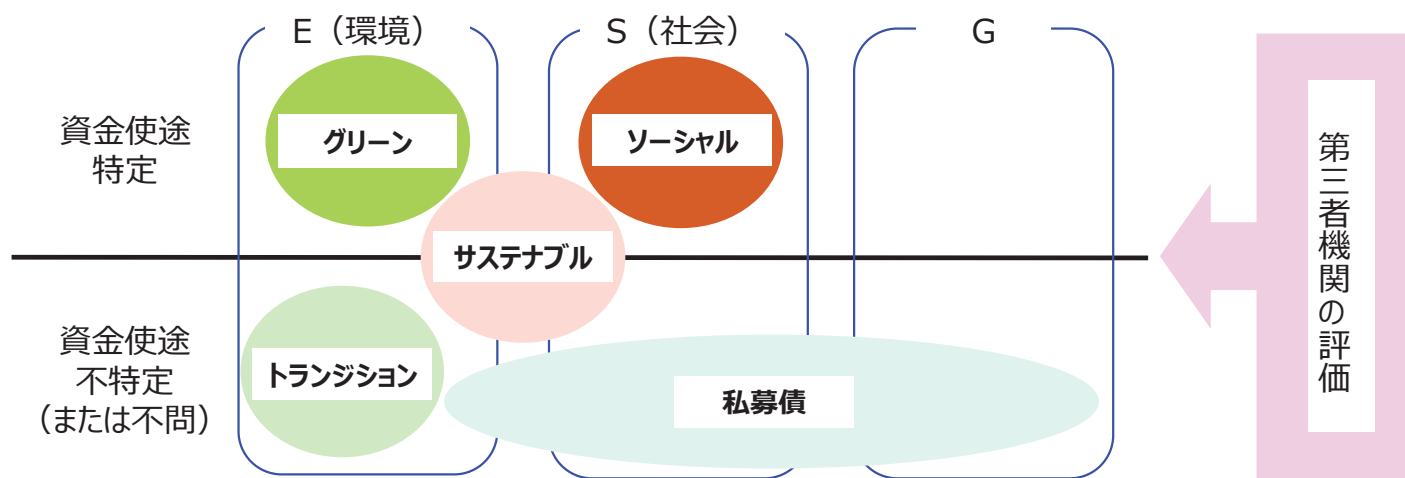 E（環境）
S（社会）
G
資金使途
特定
グリーン
ソーシャル
サステナブル
資金使途
不特定
（または不問）
トランジション
私募債
第三者機関の評価